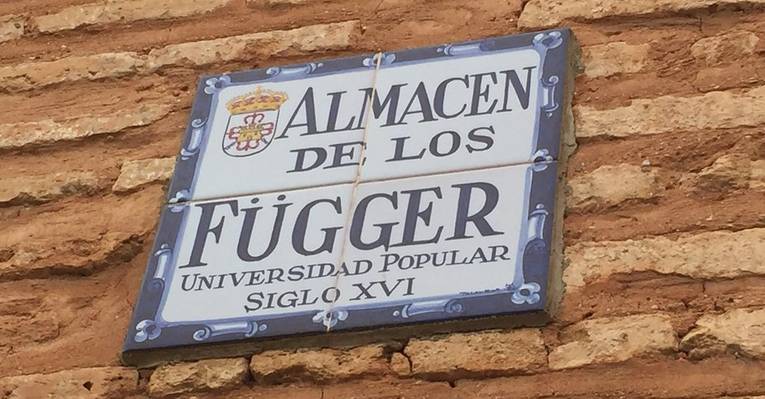 ALMACEN
DE LOS
FÜGGER
UNIVERSIDAD POPULAR
SIGLO XVI